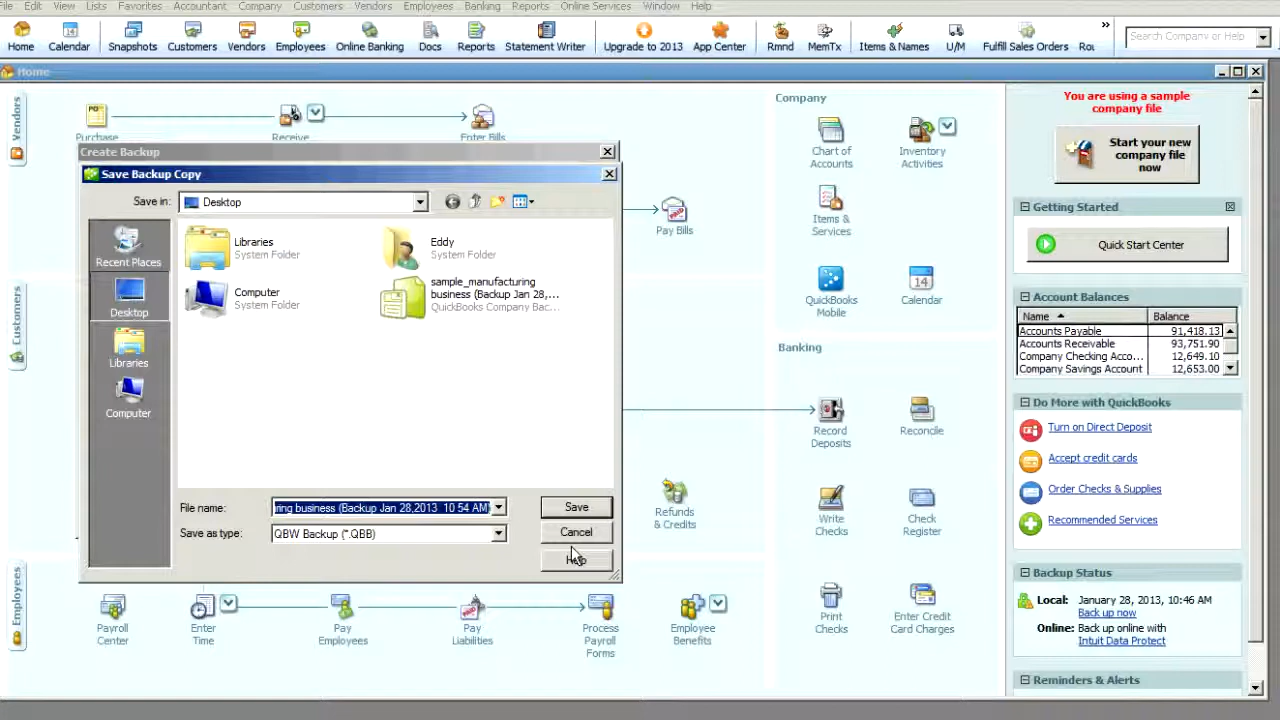 File Edit View Lists Favorites Accountant Company Customers Vendors Employees Banking Reports Online Services Window Help
Home Calendar Snapshots Customers Vendors Employees Online Banking Docs Reports Statement Writer Upgrade to 2013 App Center Rmnd MemTx Items & Names U/M Fulfill Sales Orders Rou
Search Company or Help
Home
Vendors
Purchase
Receive
Enter Bills
Create Backup
Save Backup Copy
Save in: Desktop
Recent Places
Desktop
Libraries
Computer
Libraries
System Folder
Eddy
System Folder
Computer
System Folder
sample_manufacturing
business (Backup Jan 28,...
QuickBooks Company Bac...
File name: ring business (Backup Jan 28,2013 10 54 AM)
Save as type: QBW Backup (*.QBB)
Save
Cancel
Help
Pay Bills
Customers
Refunds
& Credits
Employees
Payroll
Center
Enter
Time
Pay
Employees
Pay
Liabilities
Process
Payroll
Forms
Employee
Benefits
Company
Chart of
Accounts
Inventory
Activities
Items &
Services
QuickBooks
Mobile
14
Calendar
Banking
Record
Deposits
Reconcile
Write
Checks
Check
Register
Print
Checks
Enter Credit
Card Charges
You are using a sample
company file
Start your new
company file
now
Getting Started
Quick Start Center
Account Balances
Name Balance
Accounts Payable 91,418.13
Accounts Receivable 93,751.90
Company Checking Acco... 12,649.10
Company Savings Account 12,653.00
Do More with QuickBooks
Turn on Direct Deposit
Accept credit cards
Order Checks & Supplies
Recommended Services
Backup Status
Local: January 28, 2013, 10:46 AM
Back up now
Online: Back up online with
Intuit Data Protect
Reminders & Alerts